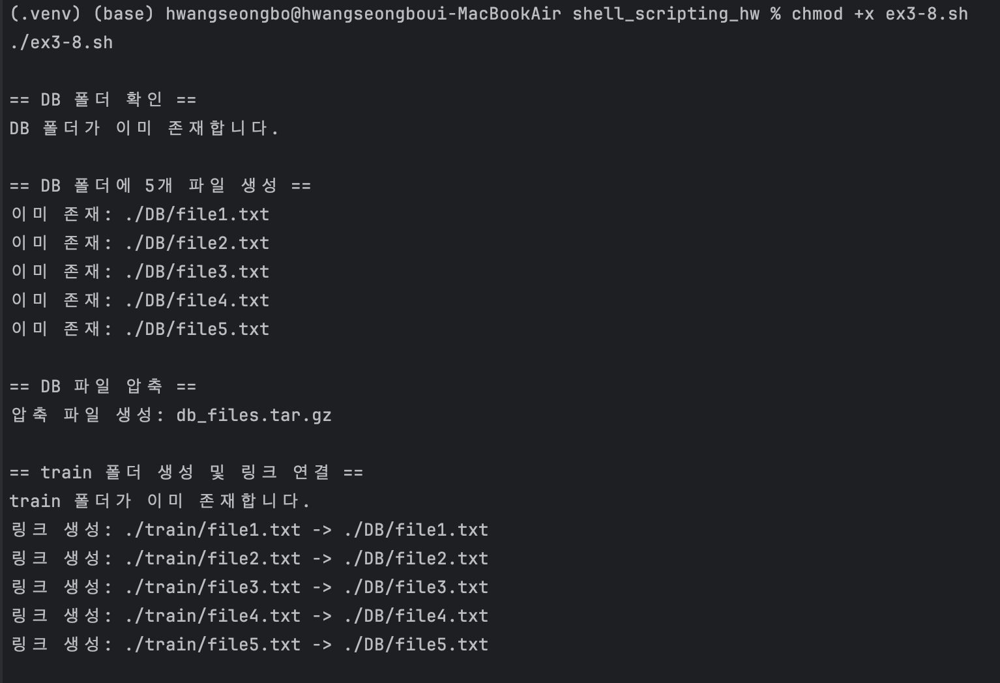 (.venv) (base) hwangseongbo@hwangseongboui-MacBookAir shell_scripting_hw % chmod +x ex3-8.sh
./ex3-8.sh
== DB 폴더 확인 ==
DB 폴더가 이미 존재합니다.
== DB 폴더에 5개 파일 생성 ==
이미 존재: ./DB/file1.txt
이미 존재: ./DB/file2.txt
이미 존재: ./DB/file3.txt
이미 존재: ./DB/file4.txt
이미 존재: ./DB/file5.txt
== DB 파일 압축 ==
압축 파일 생성: db_files.tar.gz
== train 폴더 생성 및 링크 연결 ==
train 폴더가 이미 존재합니다.
링크 생성: ./train/file1.txt -> ./DB/file1.txt
링크 생성: ./train/file2.txt -> ./DB/file2.txt
링크 생성: ./train/file3.txt -> ./DB/file3.txt
링크 생성: ./train/file4.txt -> ./DB/file4.txt
링크 생성: ./train/file5.txt -> ./DB/file5.txt